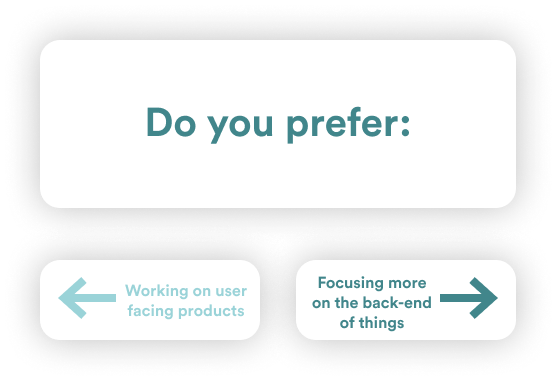 Do you prefer:
Working on user
facing products
Focusing more
on the back-end
of things